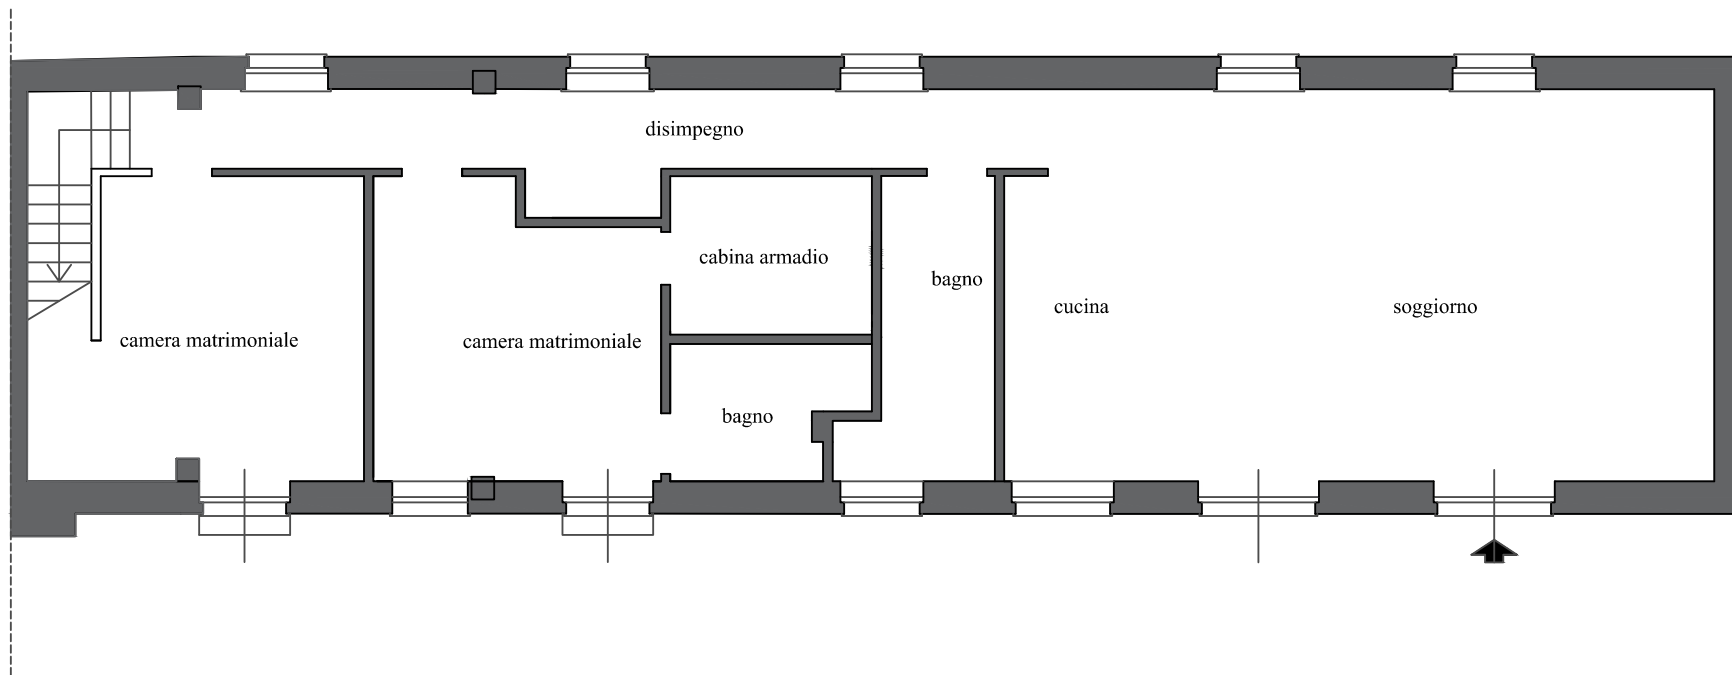 disimpegno
cabina armadio
bagno
cucina
soggiorno
camera matrimoniale
camera matrimoniale
bagno